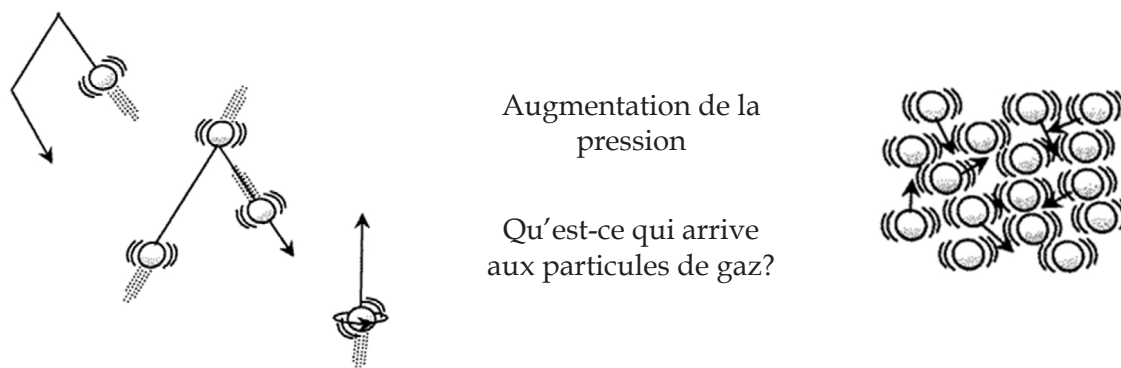 Augmentation de la
pression
Qu'est-ce qui arrive
aux particules de gaz?